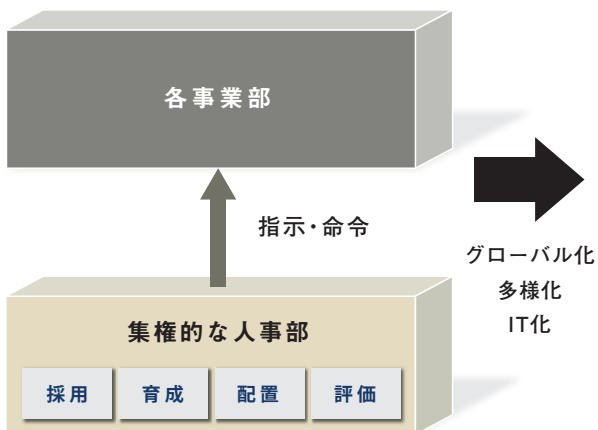 各事業部
指示・命令
グローバル化
多様化
IT化
集権的な人事部
採用
育成
配置
評価